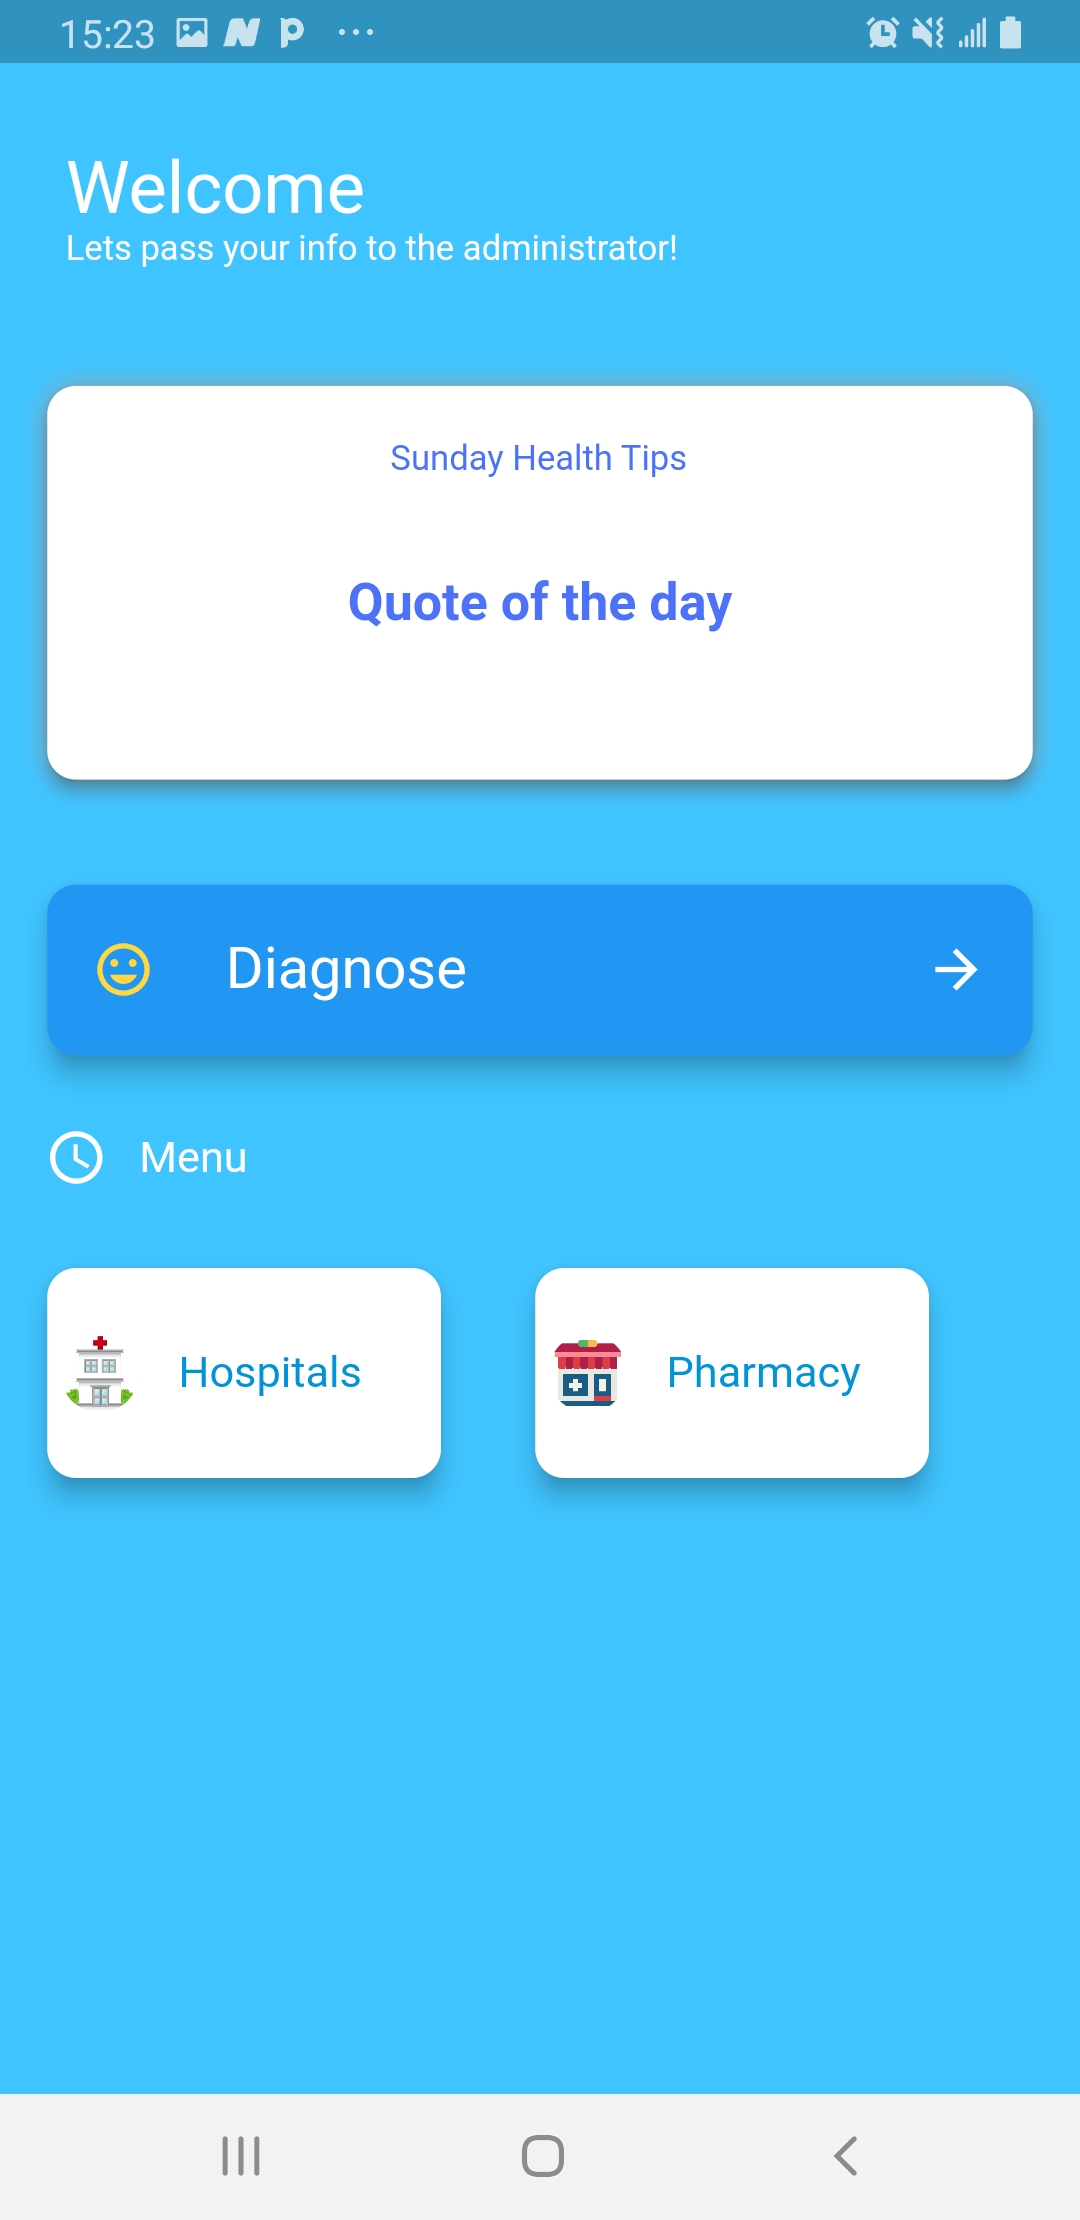 15:23
Welcome
Lets pass your info to the administrator!
Sunday Health Tips
Quote of the day
Diagnose
Menu
Hospitals
Pharmacy